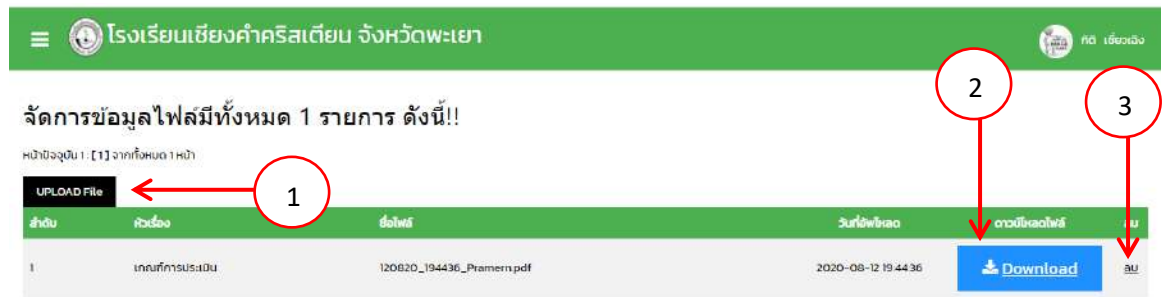 โรงเรียนเชียงคำคริสเตียน จังหวัดพะเยา
กิติ เชี่ยวเฉิง
2
3
จัดการข้อมูลไฟล์มีทั้งหมด 1 รายการ ดังนี้!!
หน้าปัจจุบัน 1 : [1] จากทั้งหมด 1 หน้า
UPLOAD File
1
ลำดับ หัวเรื่อง ชื่อไฟล์ วันที่อัพโหลด ดาวน์โหลดไฟล์ ลบ
1 เกณฑ์การประเมิน 120820_194436_Pramern.pdf 2020-08-12 19:44:36 Download ลบ